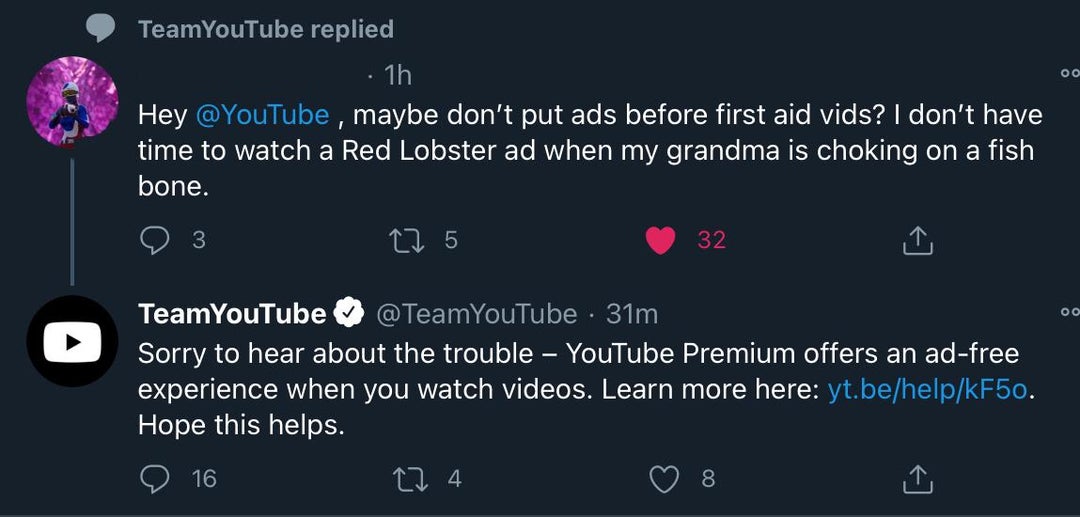 TeamYouTube replied
· 1h
Hey @YouTube , maybe don’t put ads before first aid vids? I don’t have
time to watch a Red Lobster ad when my grandma is choking on a fish
bone.
3 5 32
TeamYouTube @TeamYouTube · 31m
Sorry to hear about the trouble – YouTube Premium offers an ad-free
experience when you watch videos. Learn more here: yt.be/help/kF5o.
Hope this helps.
16 4 8